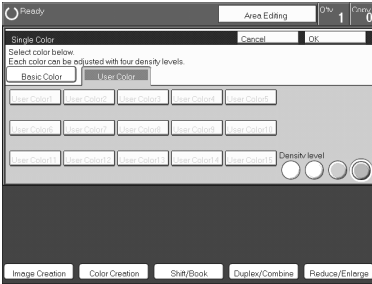 Ready
Area Editing
Q'ty
1
Copy
0
Single Color
Cancel
OK
Select color below.
Each color can be adjusted with four density levels.
Basic Color
User Color
User Color1
User Color2
User Color3
User Color4
User Color5
User Color6
User Color7
User Color8
User Color9
User Color10
User Color11
User Color12
User Color13
User Color14
User Color15
Density level
Image Creation
Color Creation
Shift/Book
Duplex/Combine
Reduce/Enlarge